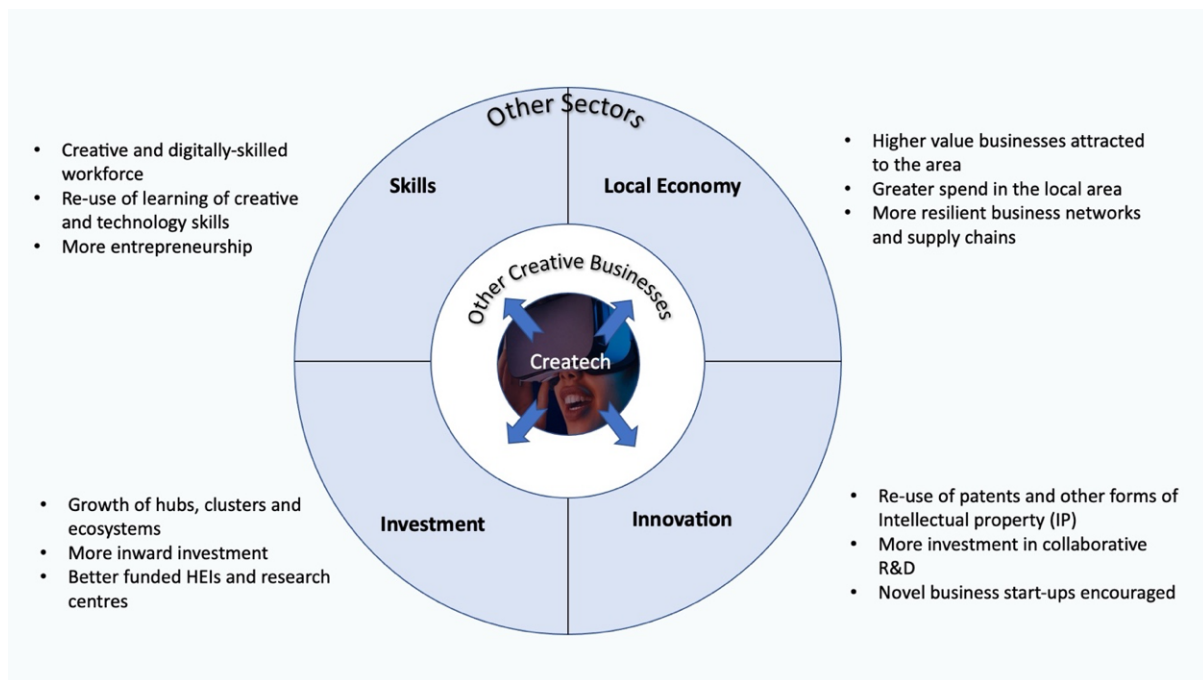 Other Sectors
• Creative and digitally-skilled
workforce
• Re-use of learning of creative
and technology skills
• More entrepreneurship
Skills
Local Economy
• Higher value businesses attracted
to the area
• Greater spend in the local area
• More resilient business networks
and supply chains
Other Creative Businesses
Createch
• Growth of hubs, clusters and
ecosystems
• More inward investment
• Better funded HEIs and research
centres
Investment
Innovation
• Re-use of patents and other forms of
Intellectual property (IP)
• More investment in collaborative
R&D
• Novel business start-ups encouraged